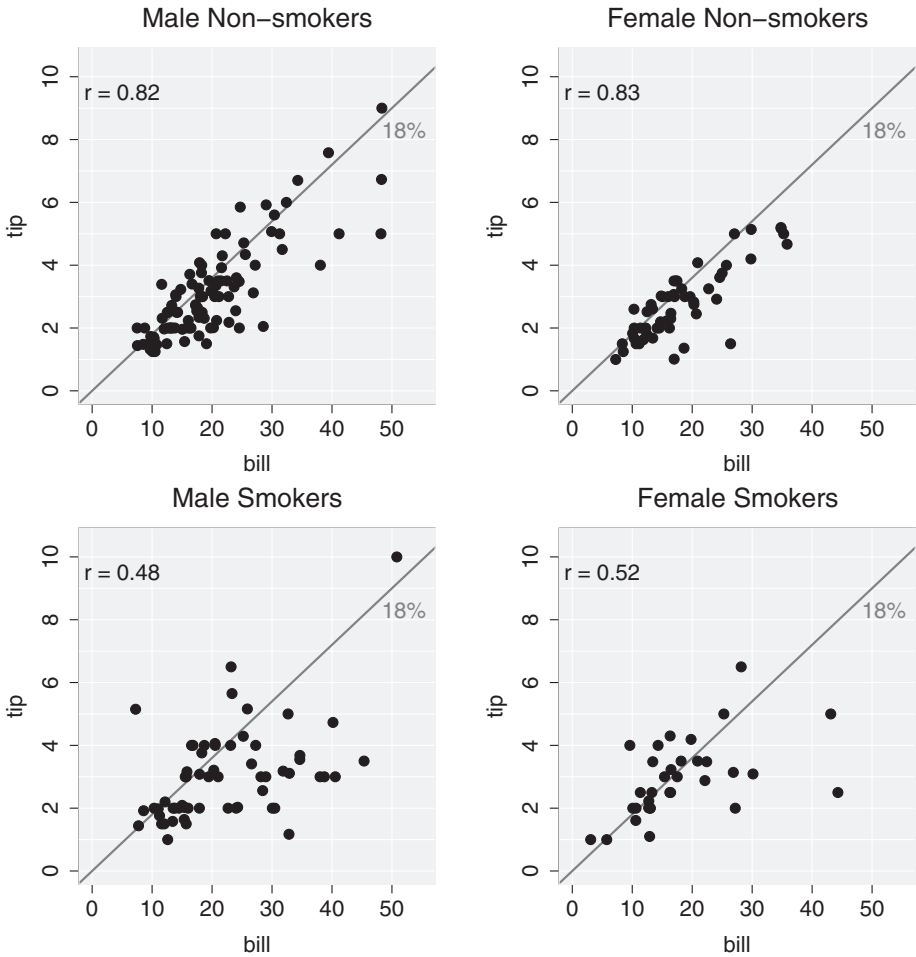 Male Non−smokers
r = 0.82
18%
tip
0 2 4 6 8 10
0 10 20 30 40 50
bill
Female Non−smokers
r = 0.83
18%
tip
0 2 4 6 8 10
0 10 20 30 40 50
bill
Male Smokers
r = 0.48
18%
tip
0 2 4 6 8 10
0 10 20 30 40 50
bill
Female Smokers
r = 0.52
18%
tip
0 2 4 6 8 10
0 10 20 30 40 50
bill